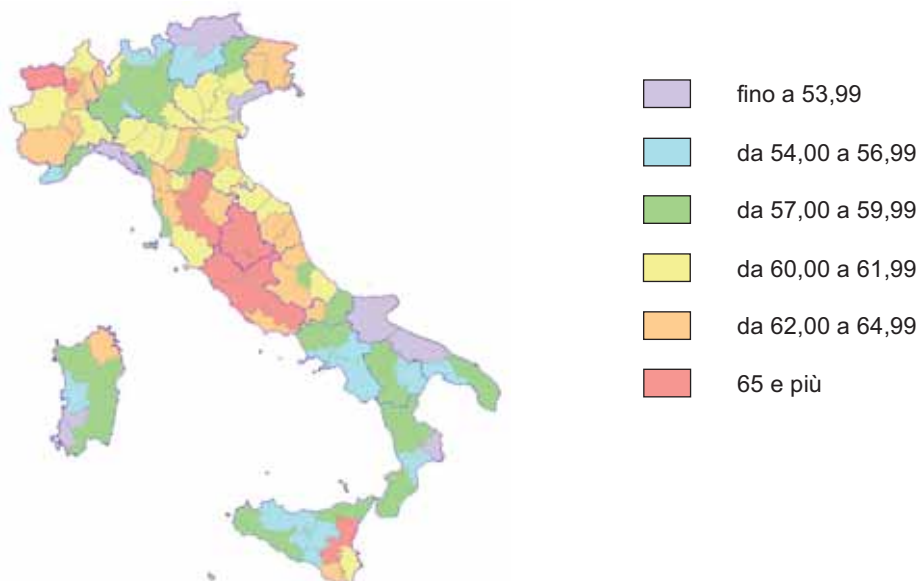 fino a 53,99
da 54,00 a 56,99
da 57,00 a 59,99
da 60,00 a 61,99
da 62,00 a 64,99
65 e più